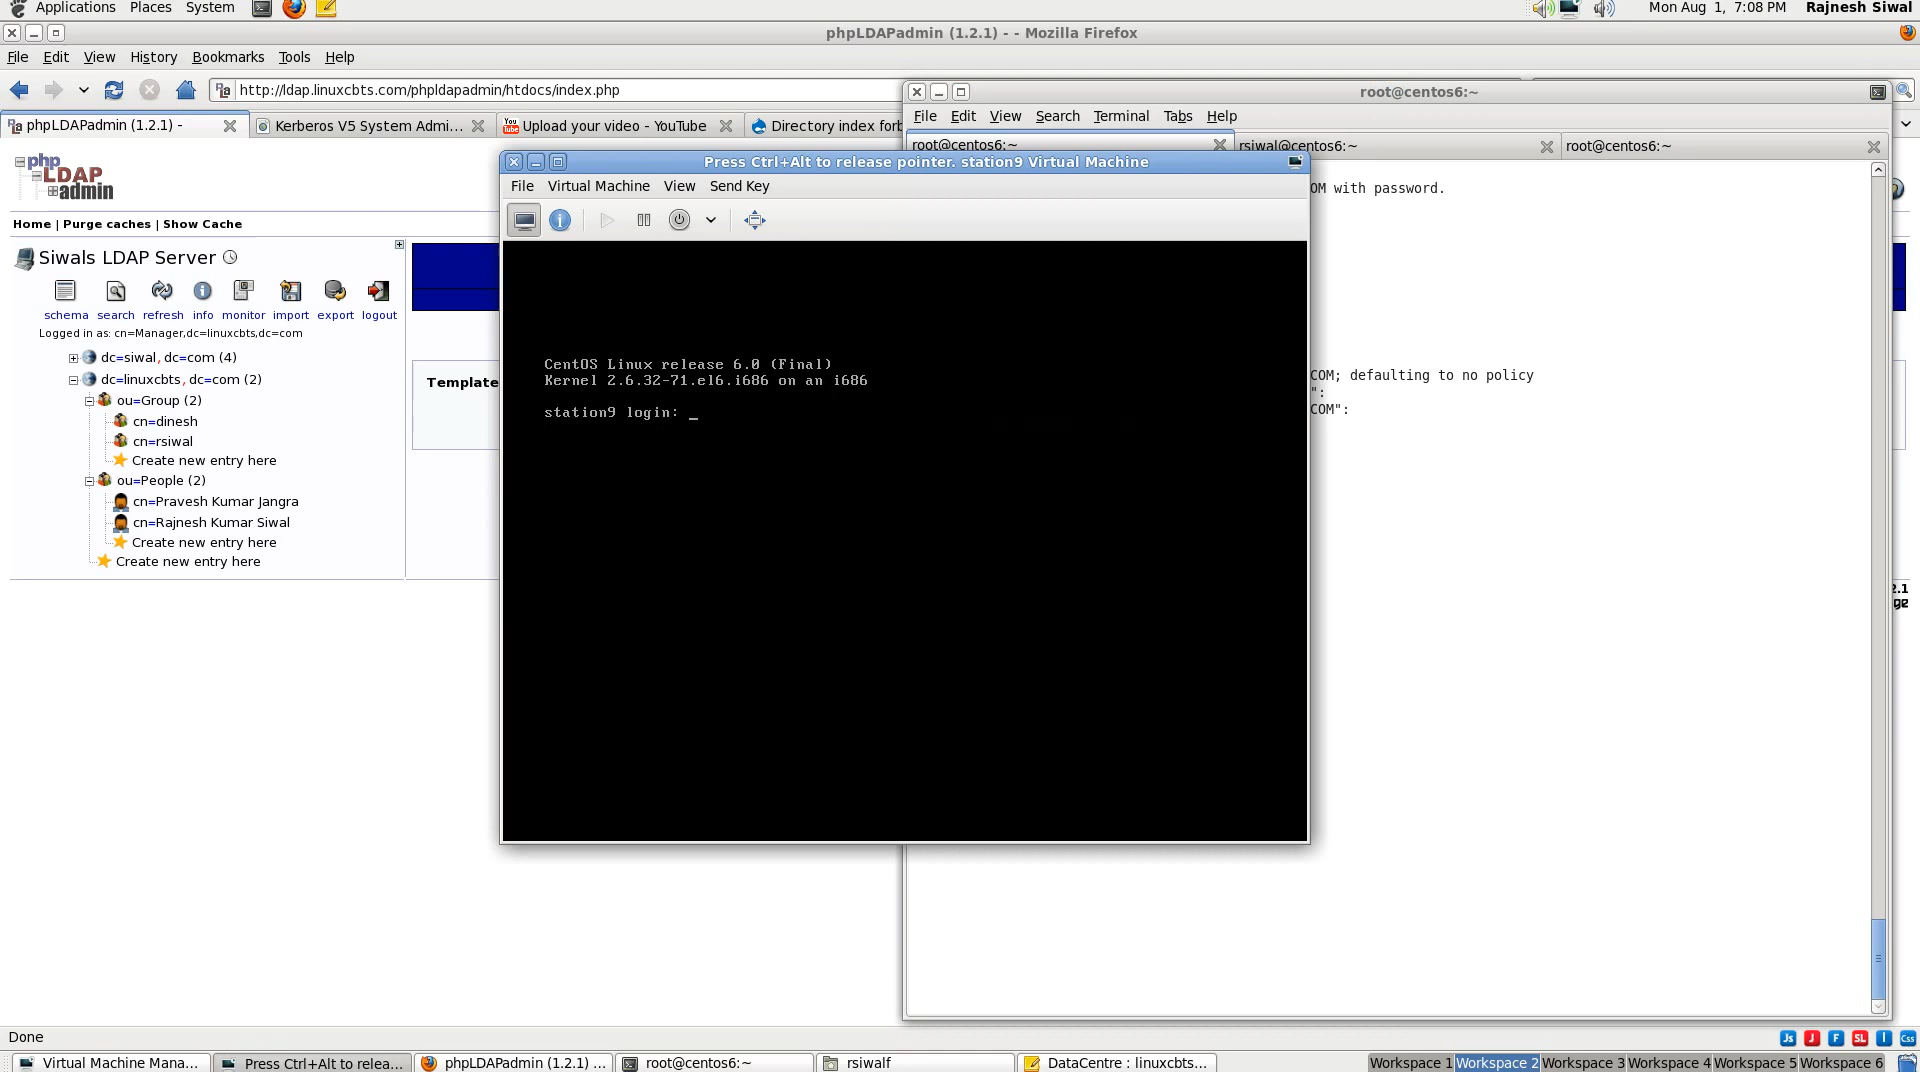 Applications Places System
Mon Aug 1, 7:08 PM Rajnesh Siwal
phpLDAPadmin (1.2.1) - - Mozilla Firefox
File Edit View History Bookmarks Tools Help
http://ldap.linuxcbts.com/phpldapadmin/htdocs/index.php
root@centos6:~
phpLDAPadmin (1.2.1) -
Kerberos V5 System Admi...
You Tube
Upload your video - YouTube
Directory index forb
File Edit View Search Terminal Tabs Help
root@centos6:~
rsiwal@centos6:~
root@centos6:~
Press Ctrl+Alt to release pointer. station9 Virtual Machine
File Virtual Machine View Send Key
php
LDAP
admin
OM with password.
Home | Purge caches | Show Cache
Siwals LDAP Server
schema search refresh info monitor import export logout
Logged in as: cn=Manager,dc=linuxcbts,dc=com
dc=siwal, dc=com (4)
dc=linuxcbts, dc=com (2)
ou=Group (2)
cn=dinesh
cn=rsiwal
Create new entry here
ou=People (2)
cn=Pravesh Kumar Jangra
cn=Rajnesh Kumar Siwal
Create new entry here
Create new entry here
Template
CentOS Linux release 6.0 (Final)
Kernel 2.6.32-71.el6.i686 on an i686
station9 login: _
COM; defaulting to no policy
":
COM":
2.1
ge
Done
Js J F SL I Css
Virtual Machine Mana...
Press Ctrl+Alt to relea...
phpLDAPadmin (1.2.1) ...
root@centos6:~
rsiwalf
DataCentre : linuxcbts...
Workspace 1 Workspace 2 Workspace 3 Workspace 4 Workspace 5 Workspace 6